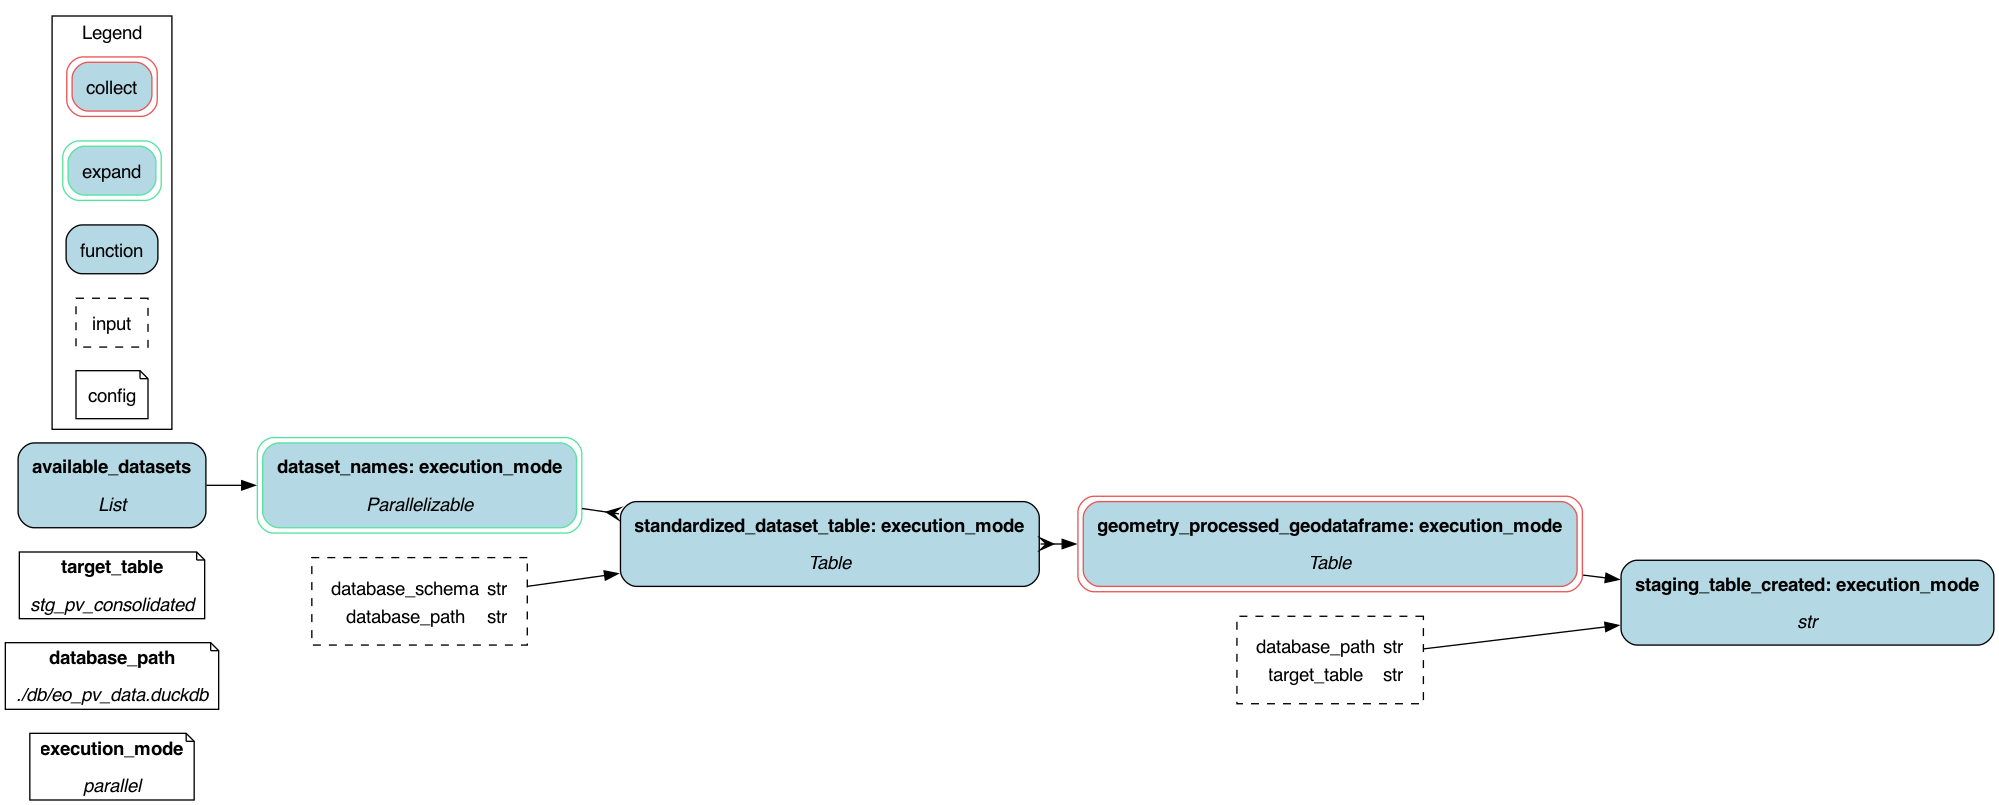 Legend
collect
expand
function
input
config
available_datasets
List
dataset_names: execution_mode
Parallelizable
standardized_dataset_table: execution_mode
Table
geometry_processed_geodataframe: execution_mode
Table
staging_table_created: execution_mode
str
database_schema str
database_path str
database_path str
target_table str
target_table
stg_pv_consolidated
database_path
./db/eo_pv_data.duckdb
execution_mode
parallel